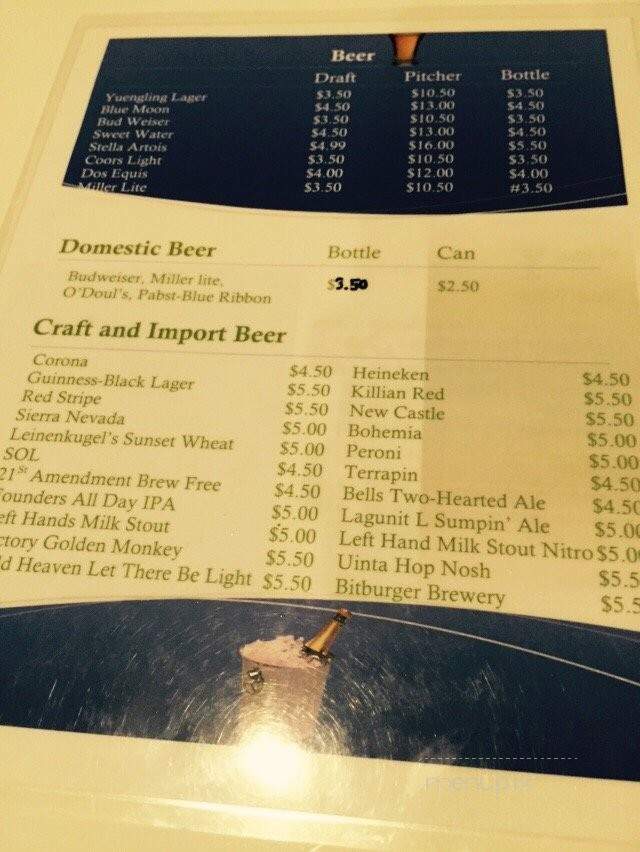 Beer
Draft Pitcher Bottle
Yuengling Lager $3.50 $10.50 $3.50
Blue Moon $4.50 $13.00 $4.50
Bud Weiser $3.50 $10.50 $3.50
Sweet Water $4.50 $13.00 $4.50
Stella Artois $4.99 $16.00 $5.50
Coors Light $3.50 $10.50 $3.50
Dos Equis $4.00 $12.00 $4.00
Miller Lite $3.50 $10.50 #3.50
Domestic Beer Bottle Can
Budweiser, Miller lite, $3.50 $2.50
O'Doul's, Pabst-Blue Ribbon
Craft and Import Beer
Corona $4.50 Heineken $4.50
Guinness-Black Lager $5.50 Killian Red $5.50
Red Stripe $5.50 New Castle $5.50
Sierra Nevada $5.00 Bohemia $5.00
Leinenkugel's Sunset Wheat $5.00 Peroni $5.00
SOL $4.50 Terrapin $4.50
21st Amendment Brew Free $4.50 Bells Two-Hearted Ale $4.50
ounders All Day IPA $5.00 Lagunit L Sumpin' Ale $5.00
eft Hands Milk Stout $5.00 Left Hand Milk Stout Nitro $5.0
ctory Golden Monkey $5.50 Uinta Hop Nosh $5.5
d Heaven Let There Be Light $5.50 Bitburger Brewery $5.5